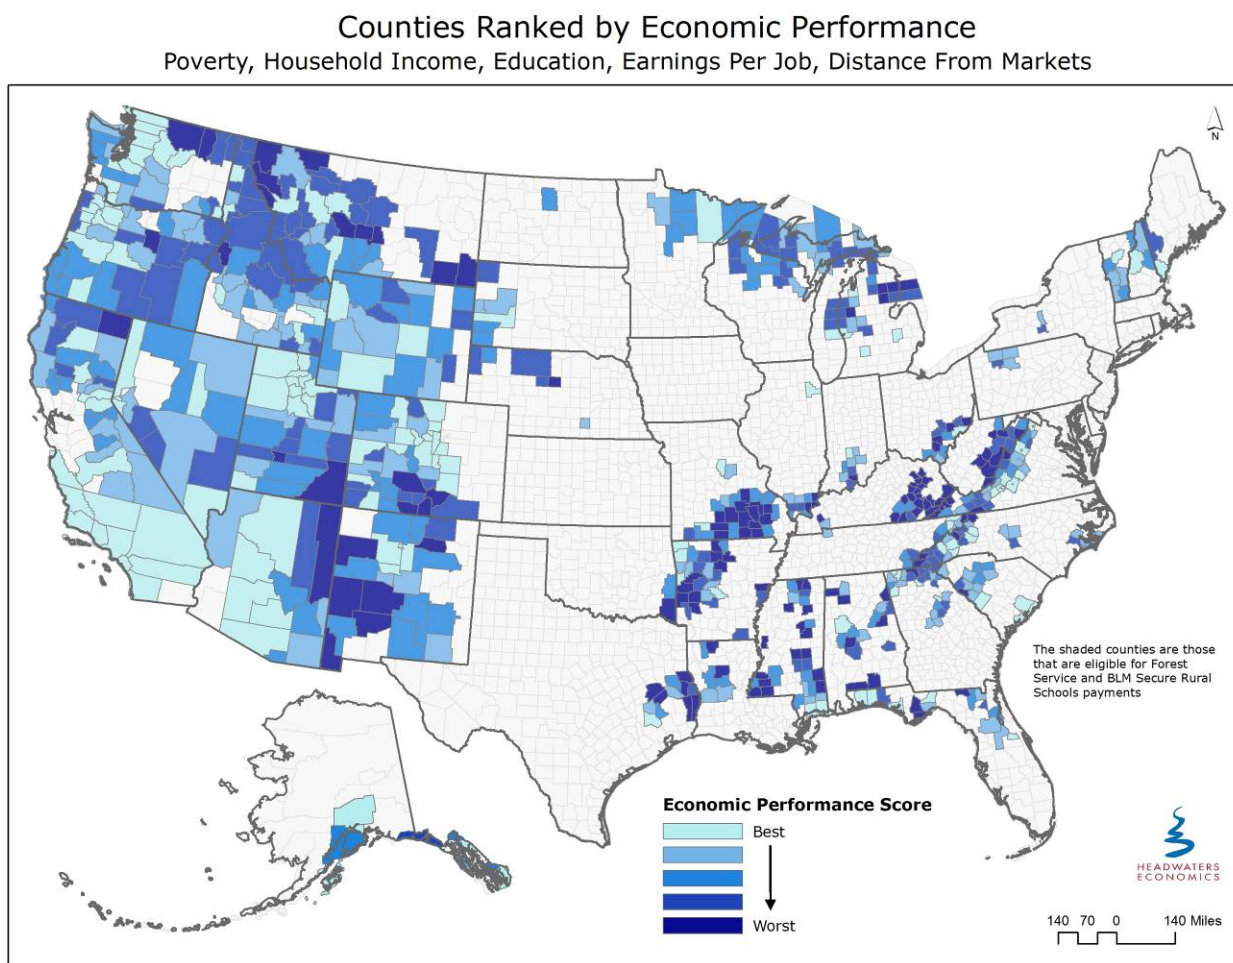 Counties Ranked by Economic Performance
Poverty, Household Income, Education, Earnings Per Job, Distance From Markets
N
The shaded counties are those
that are eligible for Forest
Service and BLM Secure Rural
Schools payments
Economic Performance Score
Best
Worst
HEADWATERS
ECONOMICS
140 70 0 140 Miles